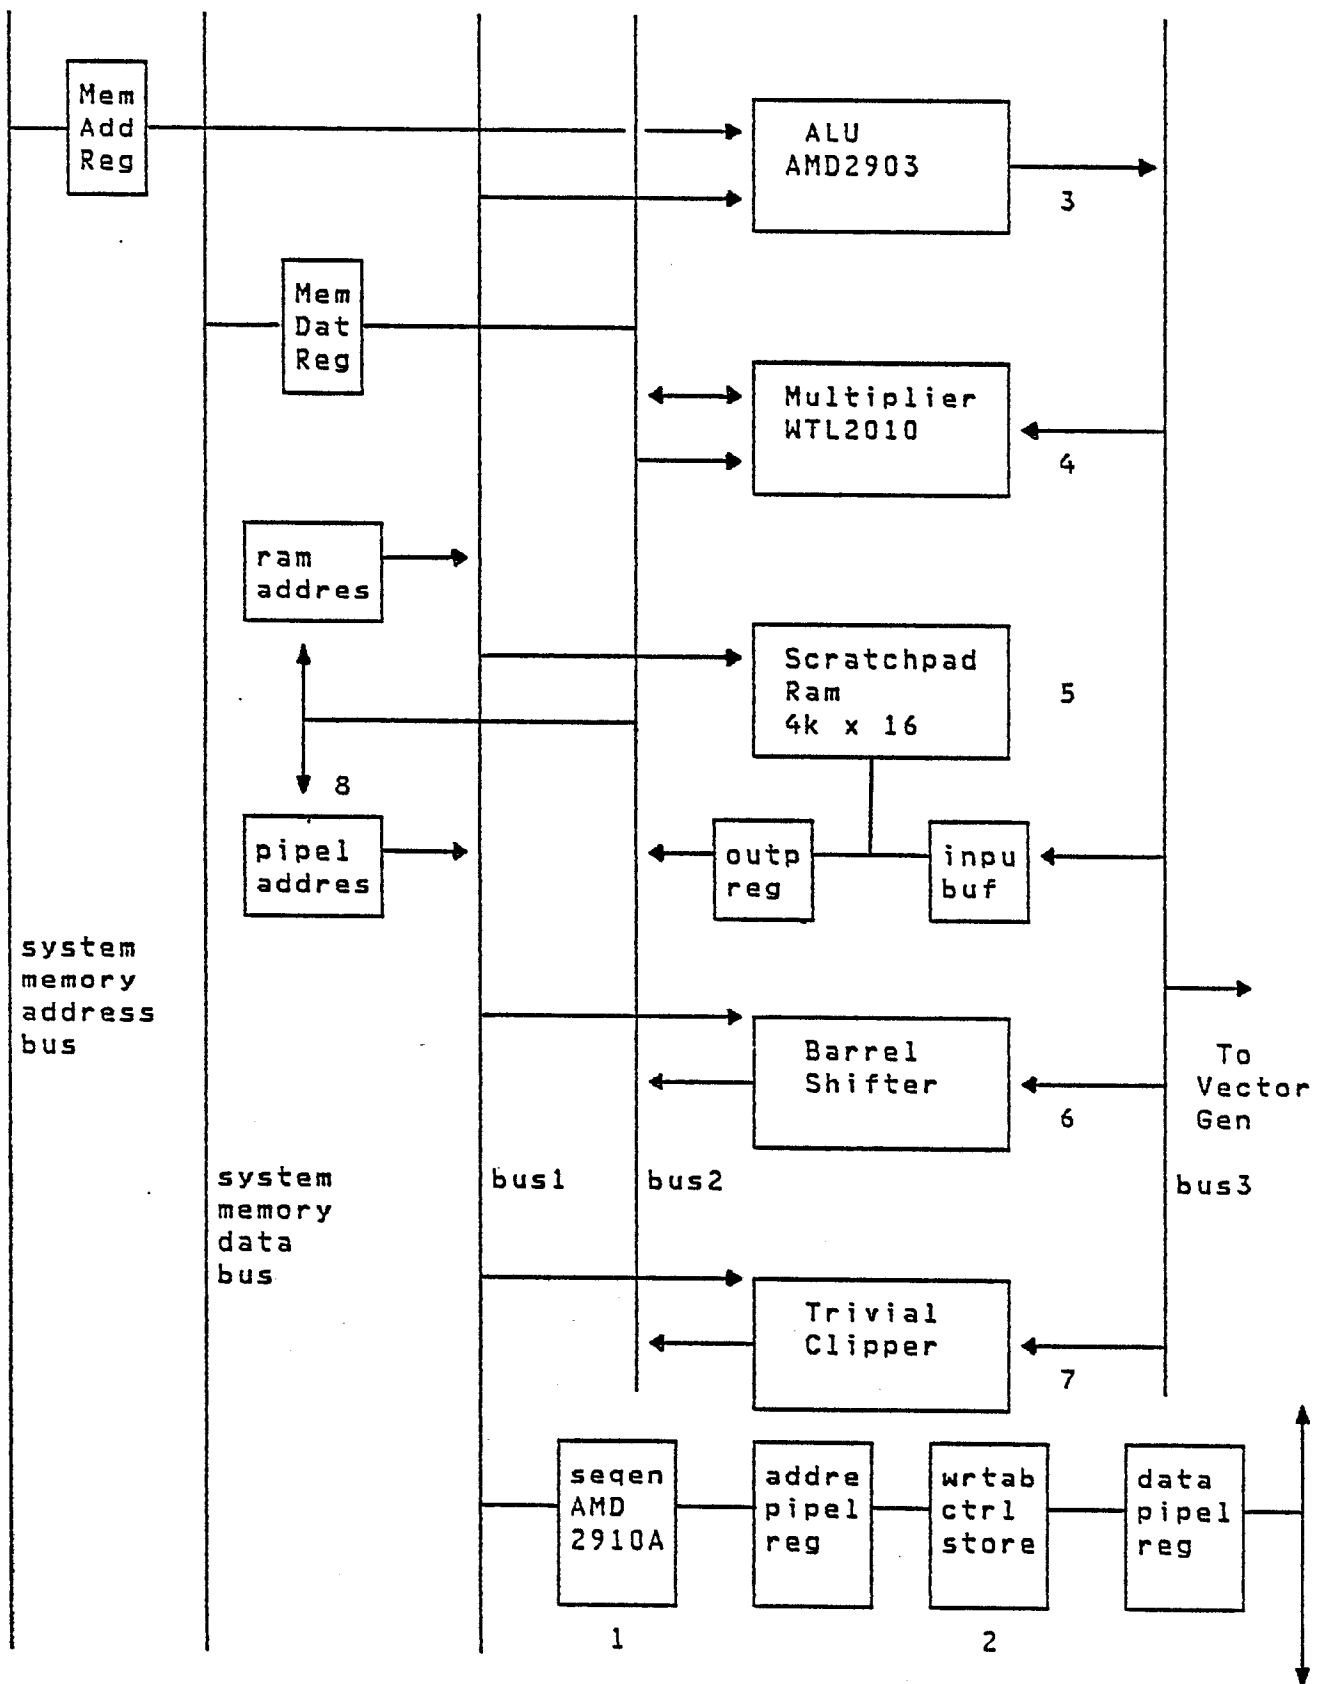 Mem
Add
Reg
ALU
AMD2903
3
Mem
Dat
Reg
Multiplier
WTL2010
4
ram
addres
Scratchpad
Ram
4k x 16
5
8
pipel
addres
outp
reg
inpu
buf
system
memory
address
bus
Barrel
Shifter
6
To
Vector
Gen
system
memory
data
bus
bus1
bus2
bus3
Trivial
Clipper
7
seqen
AMD
2910A
addre
pipel
reg
wrtab
ctrl
store
data
pipel
reg
1
2